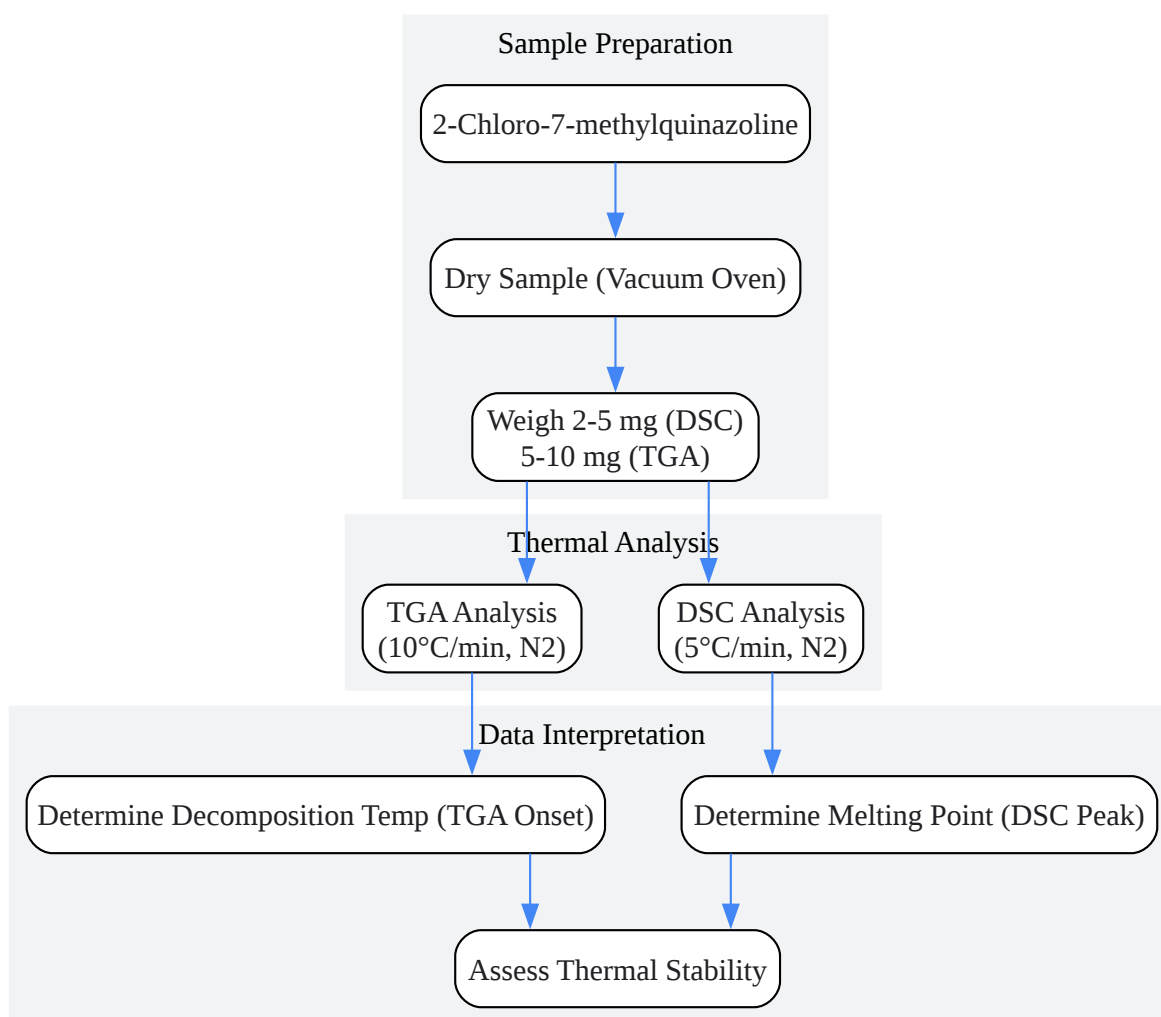 Sample Preparation
2-Chloro-7-methylquinazoline
Dry Sample (Vacuum Oven)
Weigh 2-5 mg (DSC)
5-10 mg (TGA)
Thermal Analysis
TGA Analysis
(10°C/min, N2)
DSC Analysis
(5°C/min, N2)
Data Interpretation
Determine Decomposition Temp (TGA Onset)
Determine Melting Point (DSC Peak)
Assess Thermal Stability